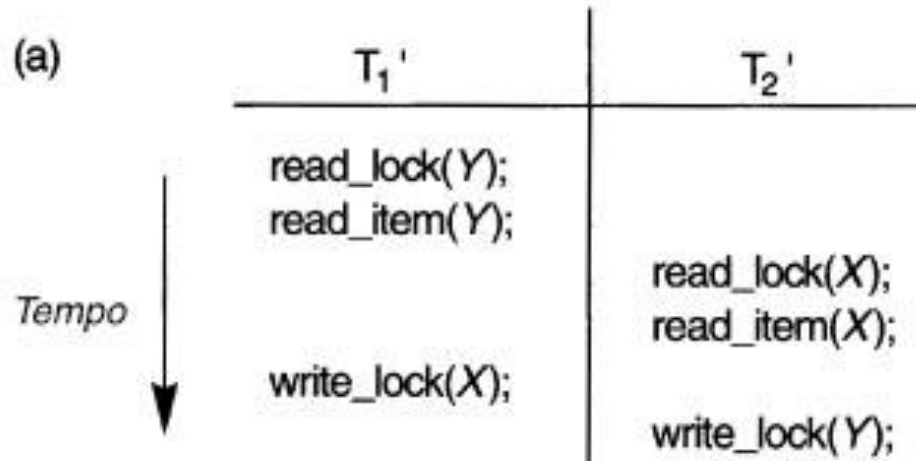 (a)
T₁' T₂'
read_lock(Y);
read_item(Y);
read_lock(X);
Tempo
read_item(X);
write_lock(X);
write_lock(Y);